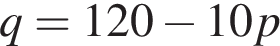 q = 120 − 10p